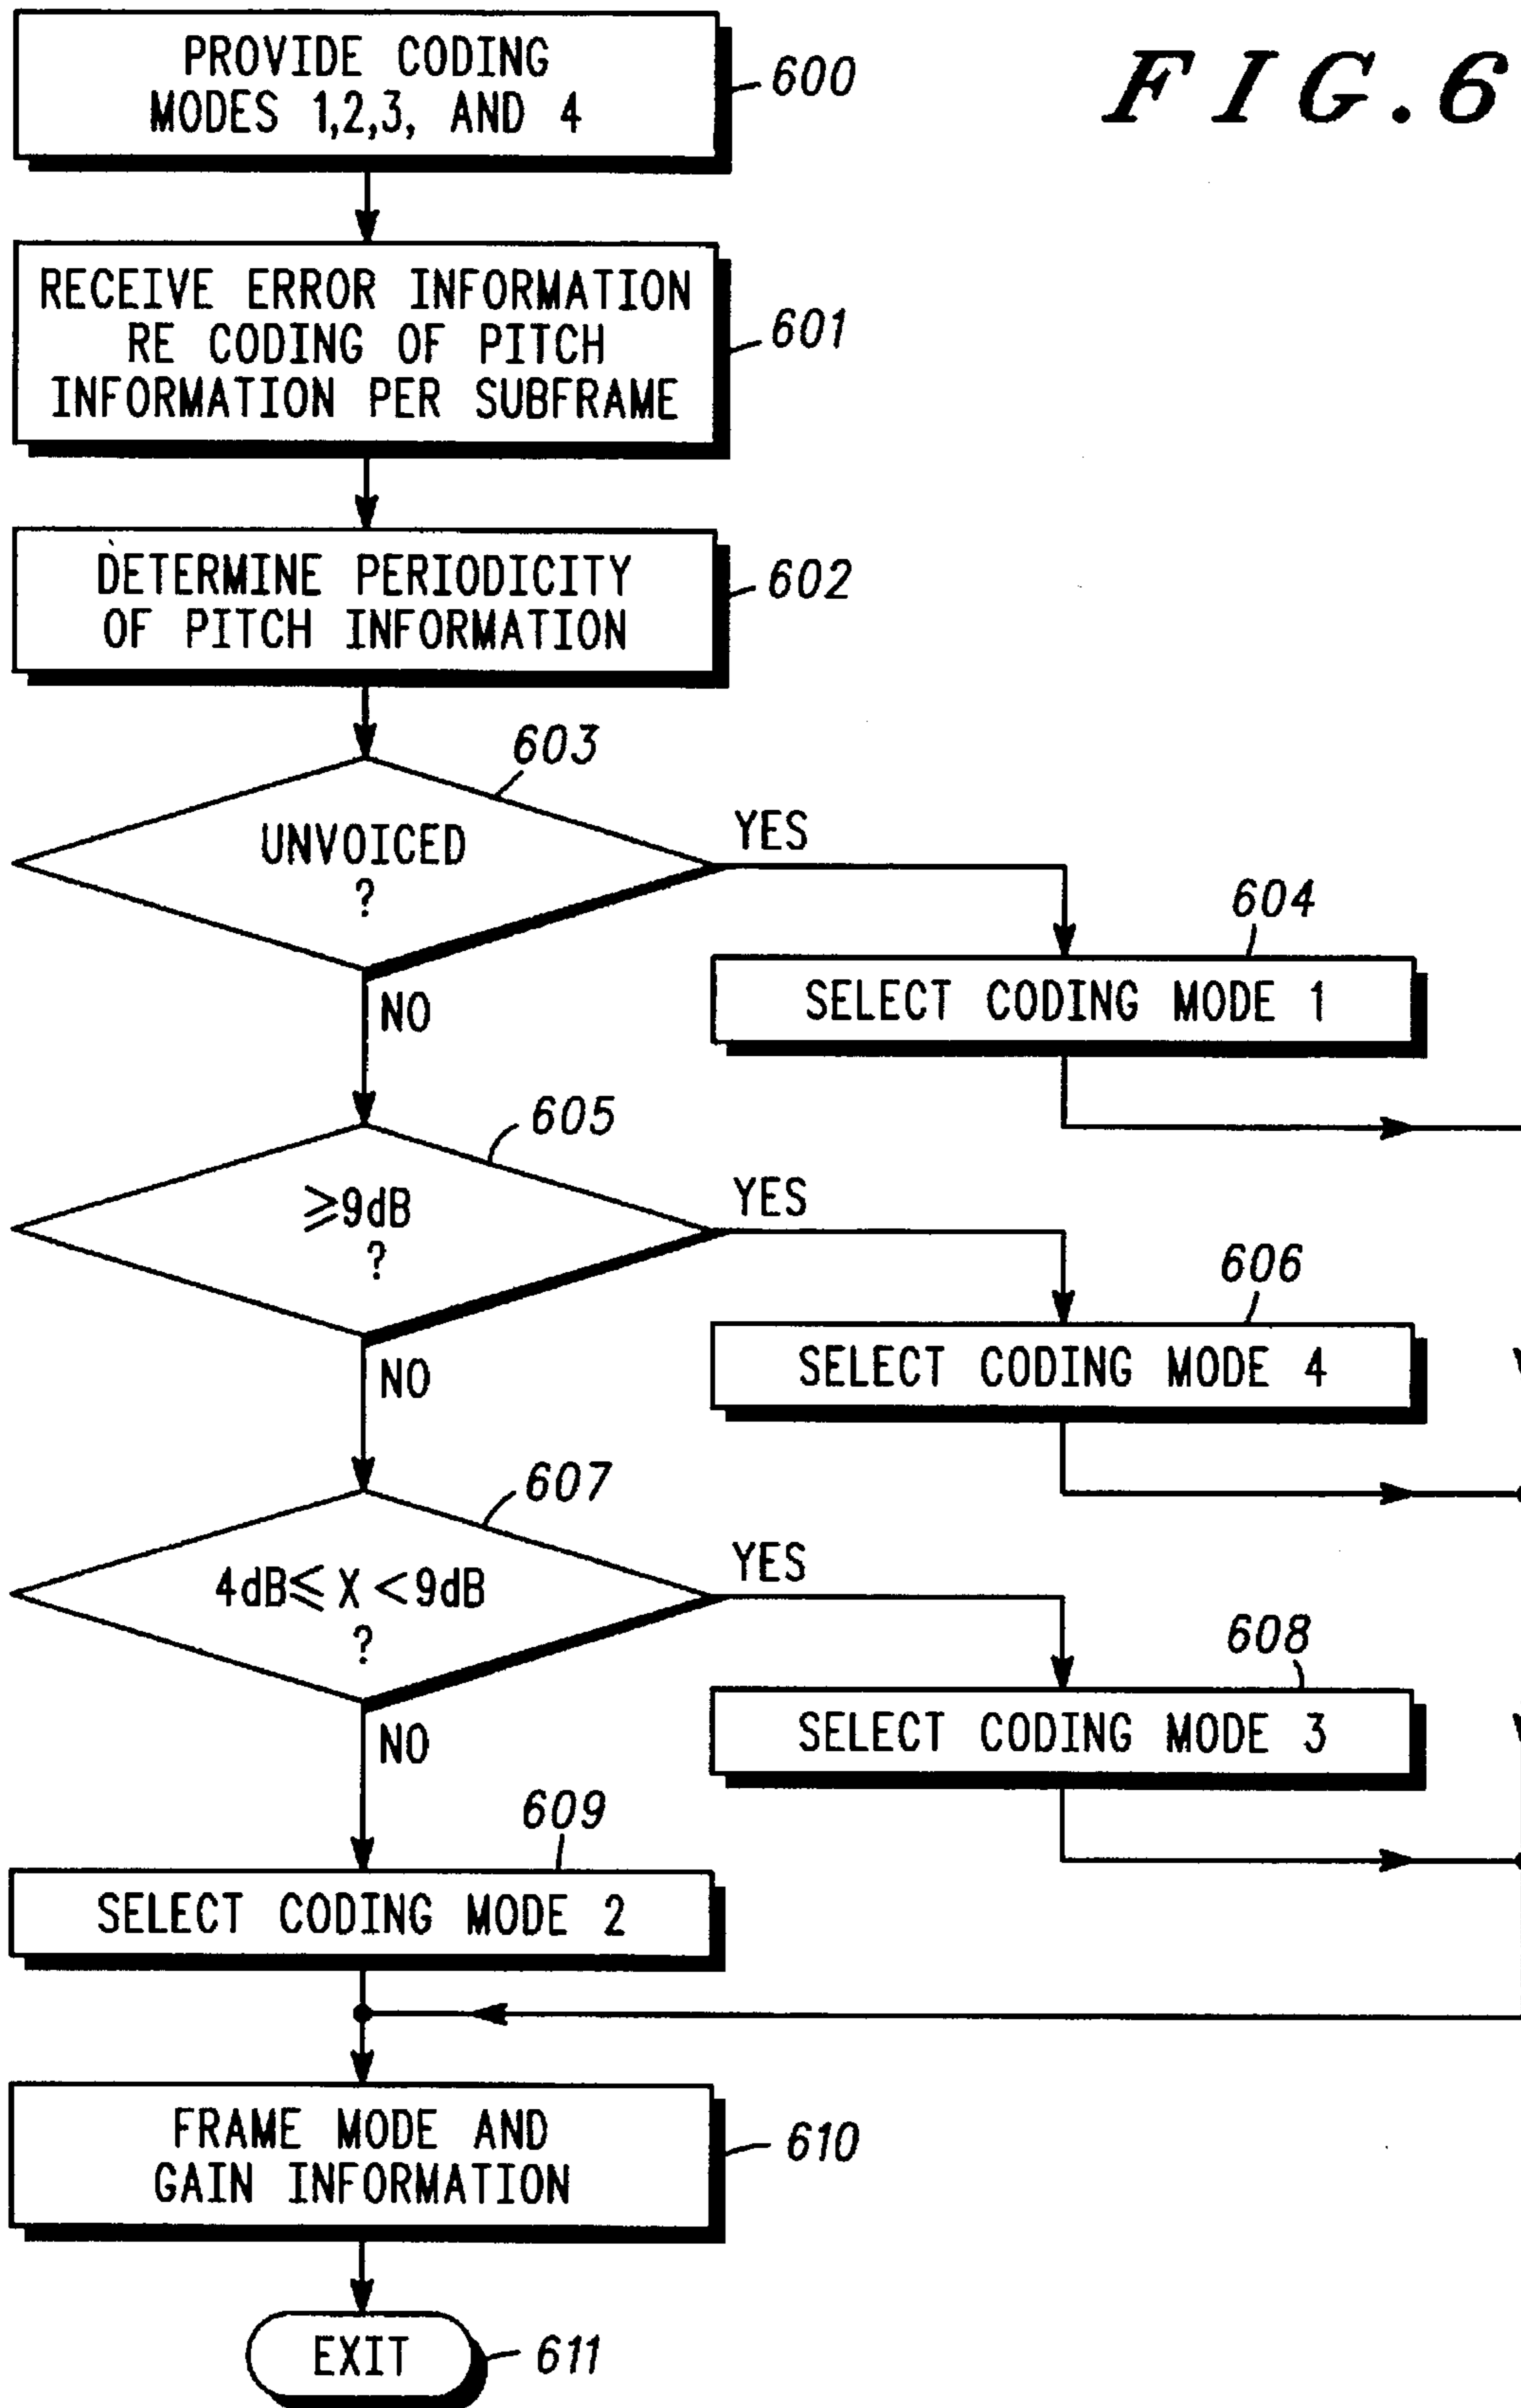 PROVIDE CODING
MODES 1,2,3, AND 4
600
FIG.6
RECEIVE ERROR INFORMATION
RE CODING OF PITCH
INFORMATION PER SUBFRAME
601
DETERMINE PERIODICITY
OF PITCH INFORMATION
602
603
UNVOICED
?
YES
NO
604
SELECT CODING MODE 1
605
≥9dB
?
YES
NO
606
SELECT CODING MODE 4
607
4dB≤ X <9dB
?
YES
NO
608
SELECT CODING MODE 3
609
SELECT CODING MODE 2
FRAME MODE AND
GAIN INFORMATION
610
EXIT
611